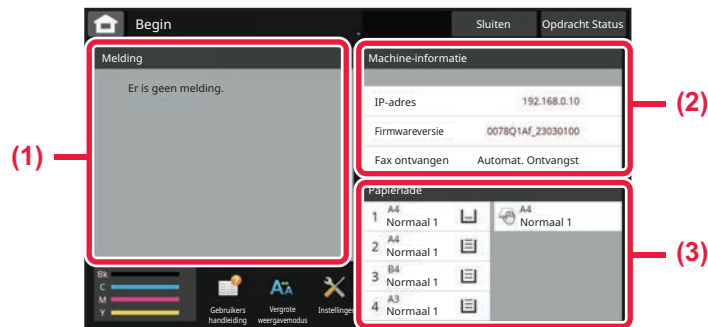 Begin
Sluiten
Opdracht Status
Melding
Er is geen melding.
Machine-informatie
IP-adres 192.168.0.10
Firmwareversie 0078Q1Af_23030100
Fax ontvangen Automat. Ontvangst
Papierlade
1 A4 Normaal 1
A4 Normaal 1
2 A4 Normaal 1
3 B4 Normaal 1
4 A3 Normaal 1
Bk
C
M
Y
Gebruikers
handleiding
Vergrote
weergavemodus
Instellingen
(1)
(2)
(3)